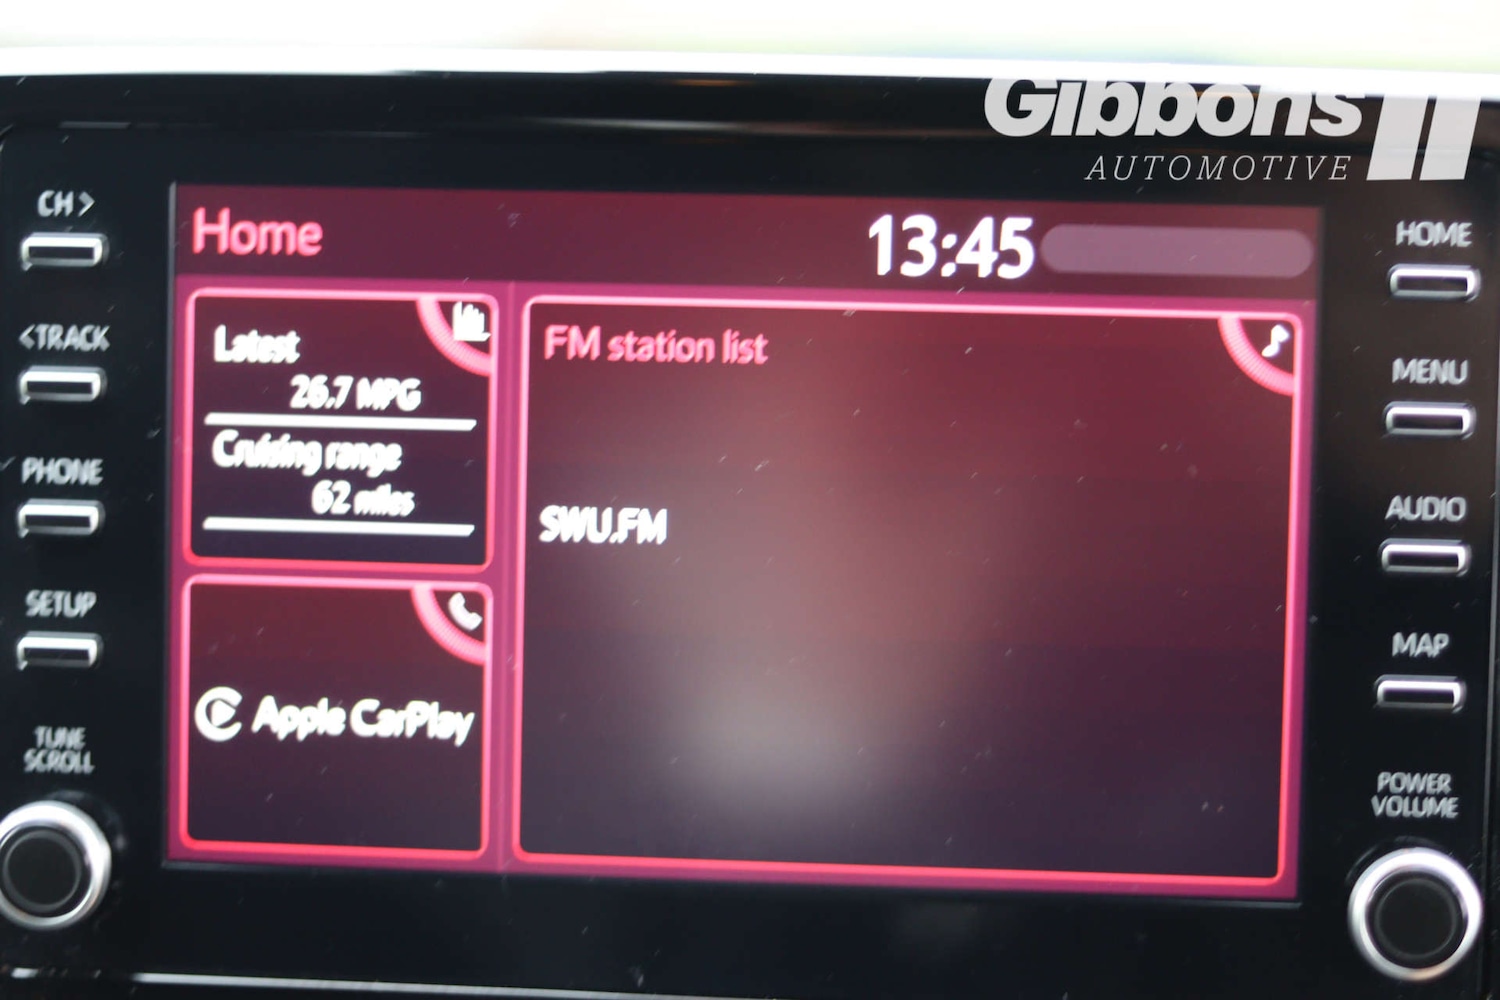 Gibbons
AUTOMOTIVE
CH >
<TRACK
PHONE
SETUP
TUNE
SCROLL
Home
13:45
Latest
26.7 MPG
Cruising range
62 miles
Apple CarPlay
FM station list
SWU.FM
HOME
MENU
AUDIO
MAP
POWER
VOLUME